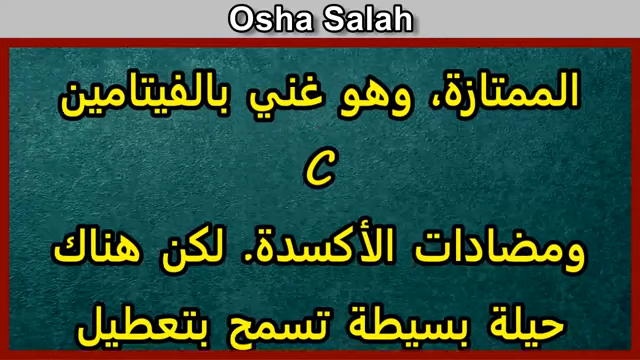 Osha Salah
الممتازة، وهو غني بالفيتامين
C
ومضادات الأكسدة. لكن هناك
حيلة بسيطة تسمح بتعطيل